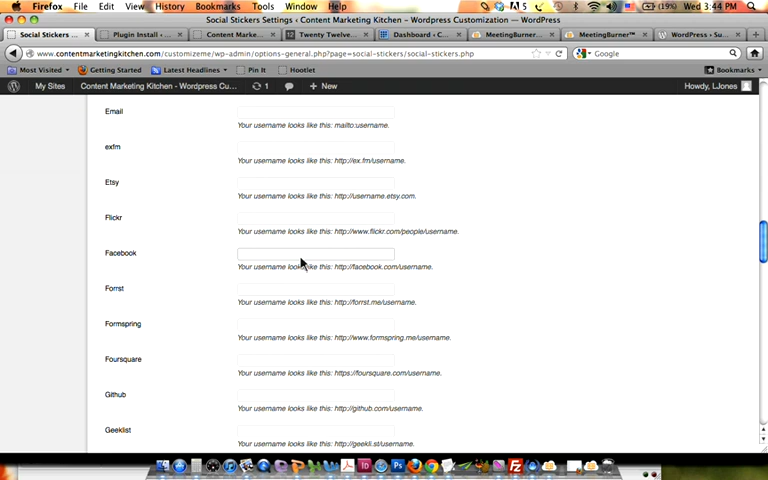 Firefox File Edit View History Bookmarks Tools Window Help (19%) Wed 3:44 PM
Social Stickers Settings ‹ Content Marketing Kitchen – Wordpress Customization — WordPress
Social Stickers ... Plugin Install ‹ ... Content Marke... Twenty Twelve... Dashboard ‹ C... MeetingBurner... MeetingBurner™ WordPress › Su...
www.contentmarketingkitchen.com/customizeme/wp-admin/options-general.php?page=social-stickers/social-stickers.php Google
Most Visited Getting Started Latest Headlines Pin It Hootlet Bookmarks
My Sites Content Marketing Kitchen - Wordpress Cu... 1 + New Howdy, LJones
Email
Your username looks like this: mailto:username.
exfm
Your username looks like this: http://ex.fm/username.
Etsy
Your username looks like this: http://username.etsy.com.
Flickr
Your username looks like this: http://www.flickr.com/people/username.
Facebook
Your username looks like this: http://facebook.com/username.
Forrst
Your username looks like this: http://forrst.me/username.
Formspring
Your username looks like this: http://www.formspring.me/username.
Foursquare
Your username looks like this: https://foursquare.com/username.
Github
Your username looks like this: http://github.com/username.
Geeklist
Your username looks like this: http://geekli.st/username.